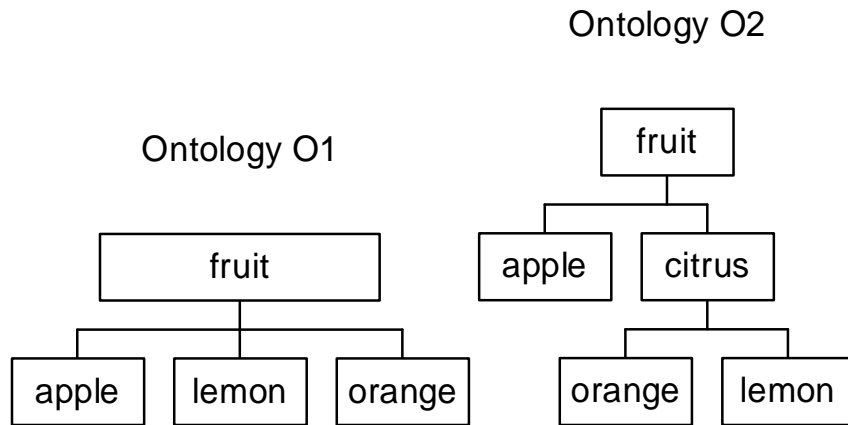 Ontology O2
fruit
apple citrus
orange lemon
Ontology O1
fruit
apple lemon orange